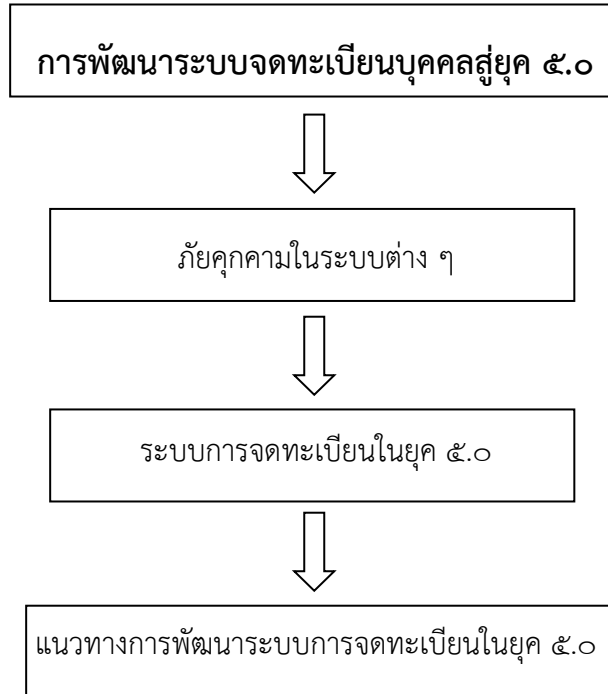 การพัฒนาระบบจดทะเบียนบุคคลสู่ยุค ๕.๐
ภัยคุกคามในระบบต่าง ๆ
ระบบการจดทะเบียนในยุค ๕.๐
แนวทางการพัฒนาระบบการจดทะเบียนในยุค ๕.๐